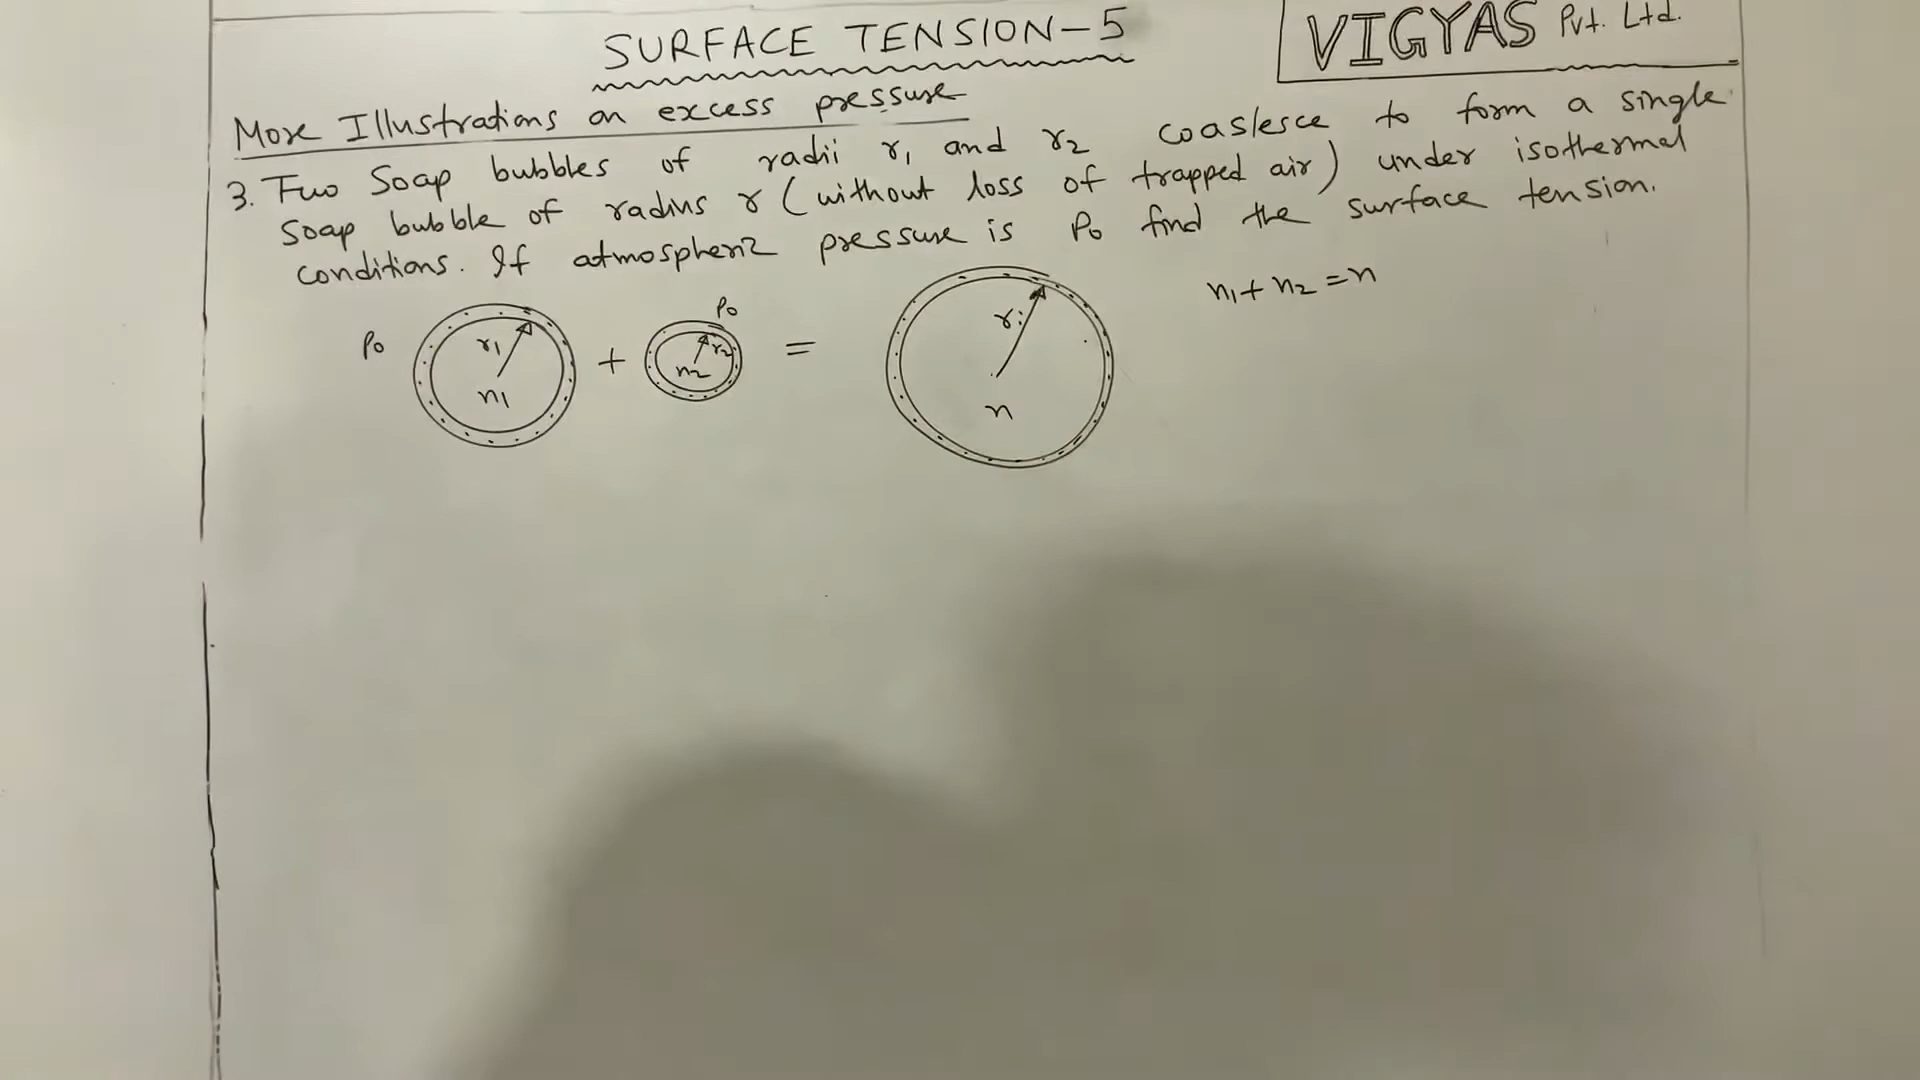 SURFACE TENSION-5
VIGYAS Pvt. Ltd.
More Illustrations on excess pressure
3. Two Soap bubbles of radii r₁ and r₂ coaslesce to form a single
Soap bubble of radius r (without loss of trapped air) under isothermal
conditions. If atmospheric pressure is P₀ find the surface tension.
n₁ + n₂ = n
P₀ r₁ n₁ + P₀ r₂ n₂ = r n